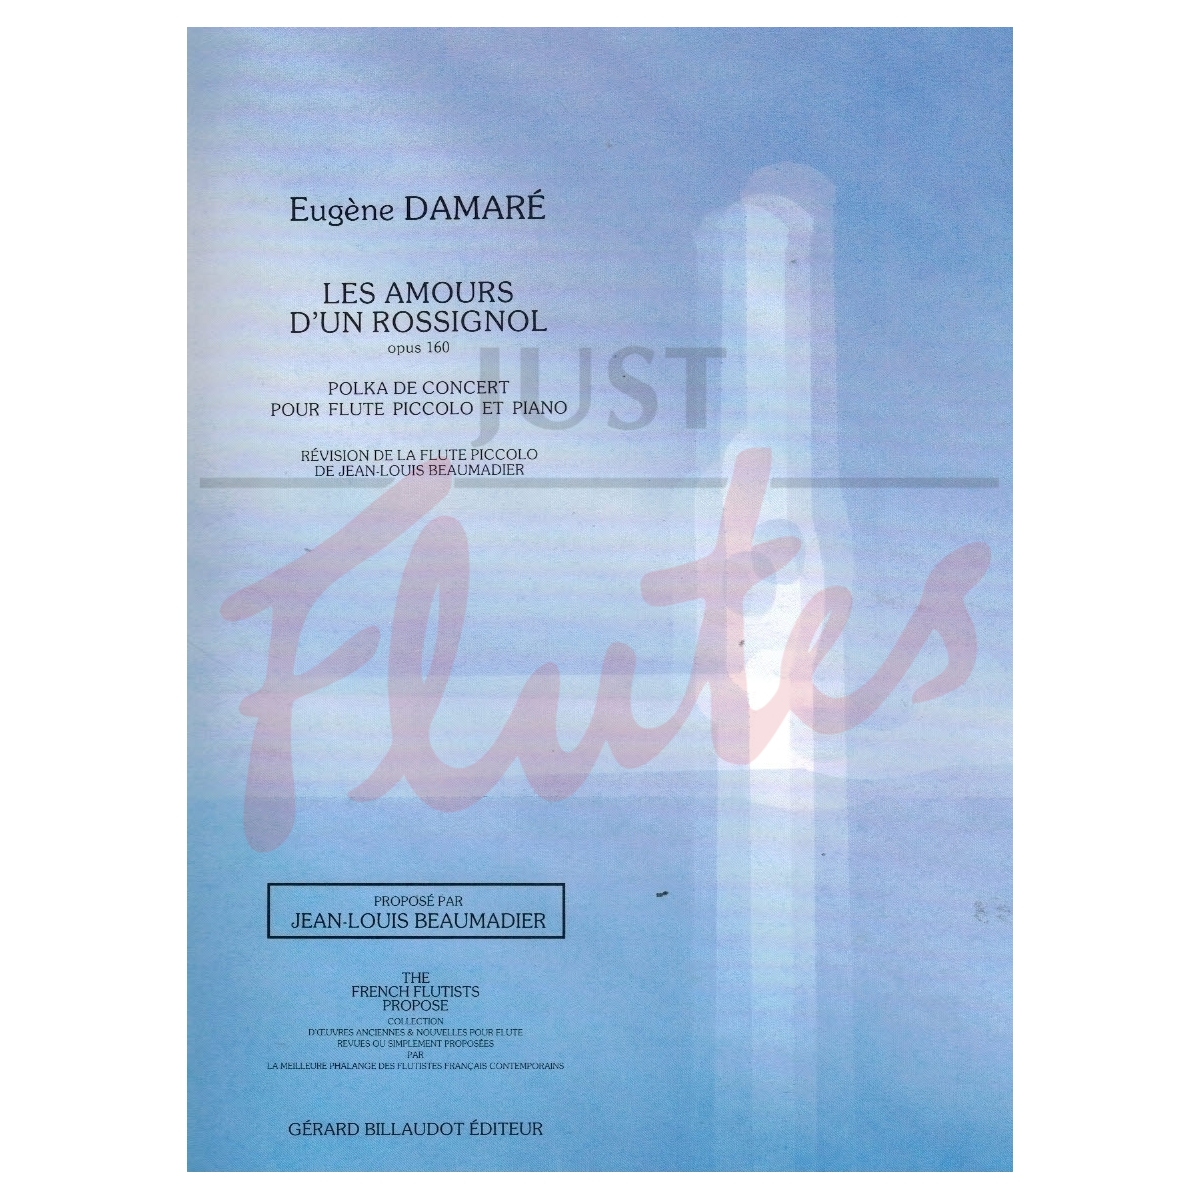 Eugène DAMARÉ
LES AMOURS
D'UN ROSSIGNOL
opus 160
POLKA DE CONCERT
POUR FLUTE PICCOLO ET PIANO
RÉVISION DE LA FLUTE PICCOLO
DE JEAN-LOUIS BEAUMADIER
JUST
Flutes
PROPOSÉ PAR
JEAN-LOUIS BEAUMADIER
THE
FRENCH FLUTISTS
PROPOSE
COLLECTION
D'ŒUVRES ANCIENNES & NOUVELLES POUR FLUTE
REVUES OU SIMPLEMENT PROPOSÉES
PAR
LA MEILLEURE PHALANGE DES FLUTISTES FRANÇAIS CONTEMPORAINS
GÉRARD BILLAUDOT ÉDITEUR